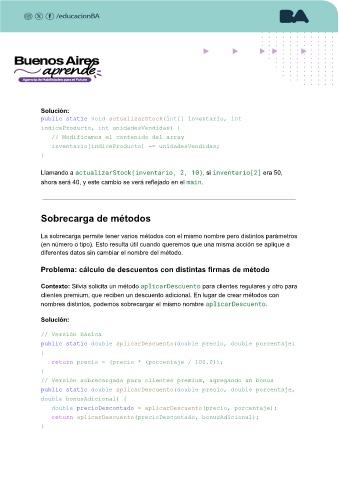 /educacionBA
BA
Buenos Aires
aprende
Agencia de Habilidades para el Futuro
Solución:
public static void actualizarStock(int[] inventario, int
indiceProducto, int unidadesVendidas) {
// Modificamos el contenido del array
inventario[indiceProducto] -= unidadesVendidas;
}
Llamando a actualizarStock(inventario, 2, 10), si inventario[2] era 50,
ahora será 40, y este cambio se verá reflejado en el main.
Sobrecarga de métodos
La sobrecarga permite tener varios métodos con el mismo nombre pero distintos parámetros
(en número o tipo). Esto resulta útil cuando queremos que una misma acción se aplique a
diferentes datos sin cambiar el nombre del método.
Problema: cálculo de descuentos con distintas firmas de método
Contexto: Silvia solicita un método aplicarDescuento para clientes regulares y otro para
clientes premium, que reciben un descuento adicional. En lugar de crear métodos con
nombres distintos, podemos sobrecargar el mismo nombre aplicarDescuento.
Solución:
// Versión básica
public static double aplicarDescuento(double precio, double porcentaje)
{
return precio - (precio * (porcentaje / 100.0));
}
// Versión sobrecargada para clientes premium, agregando un bonus
public static double aplicarDescuento(double precio, double porcentaje,
double bonusAdicional) {
double precioDescontado = aplicarDescuento(precio, porcentaje);
return aplicarDescuento(precioDescontado, bonusAdicional);
}